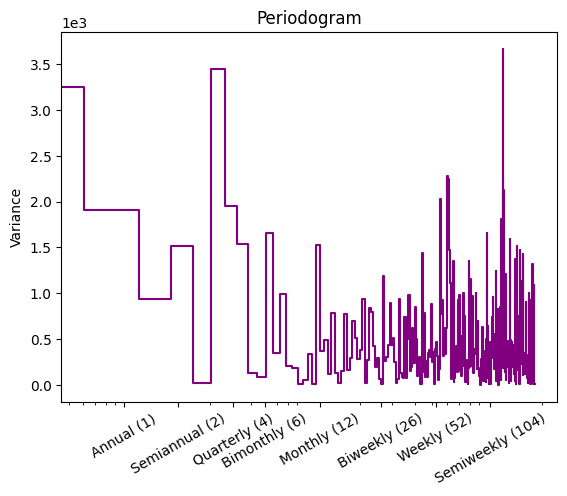 Periodogram
1e3
Variance
3.5
3.0
2.5
2.0
1.5
1.0
0.5
0.0
Annual (1)
Semiannual (2)
Quarterly (4)
Bimonthly (6)
Monthly (12)
Biweekly (26)
Weekly (52)
Semiweekly (104)